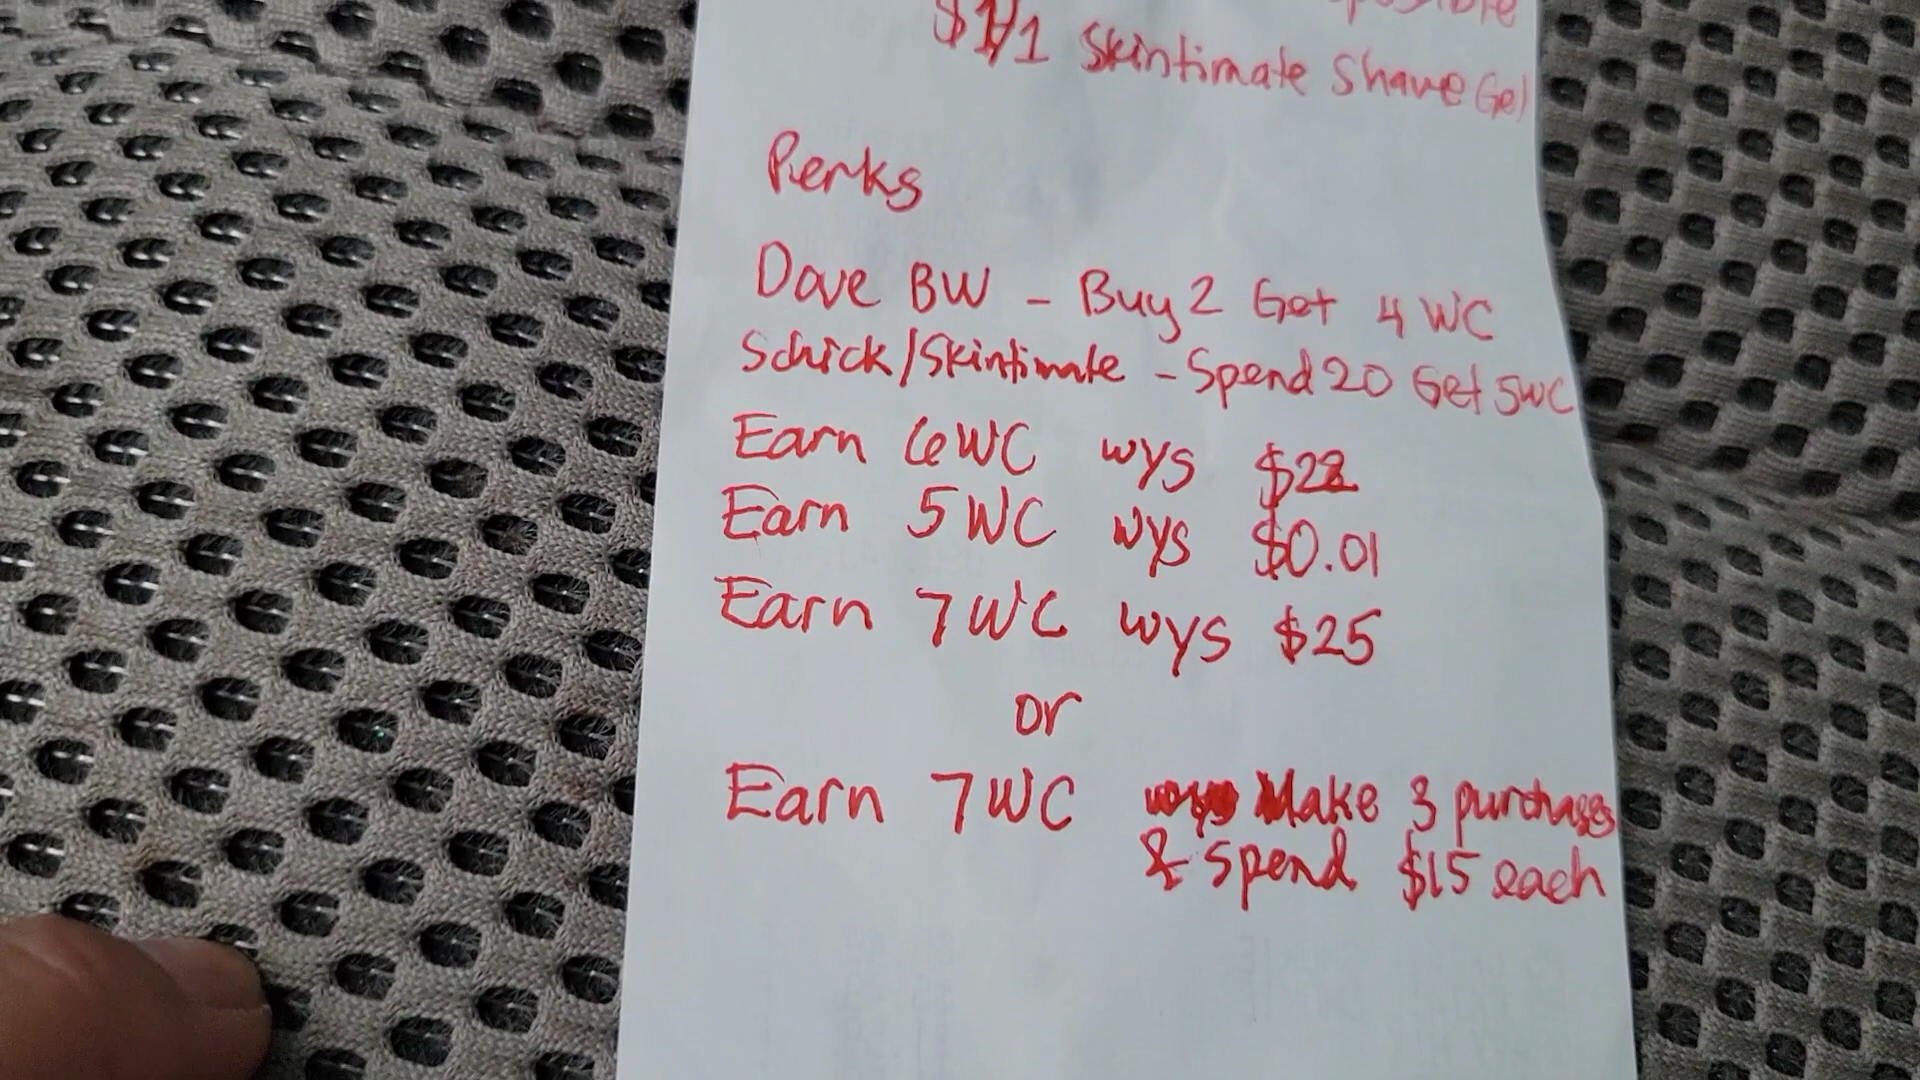 $1/1 Skintimate Shave Gel
Perks
Dove BW - Buy 2 Get 4 WC
Schick/Skintimate - Spend 20 Get 5WC
Earn 6WC wys $22
Earn 5WC wys $0.01
Earn 7WC wys $25
or
Earn 7WC Make 3 purchases
& spend $15 each